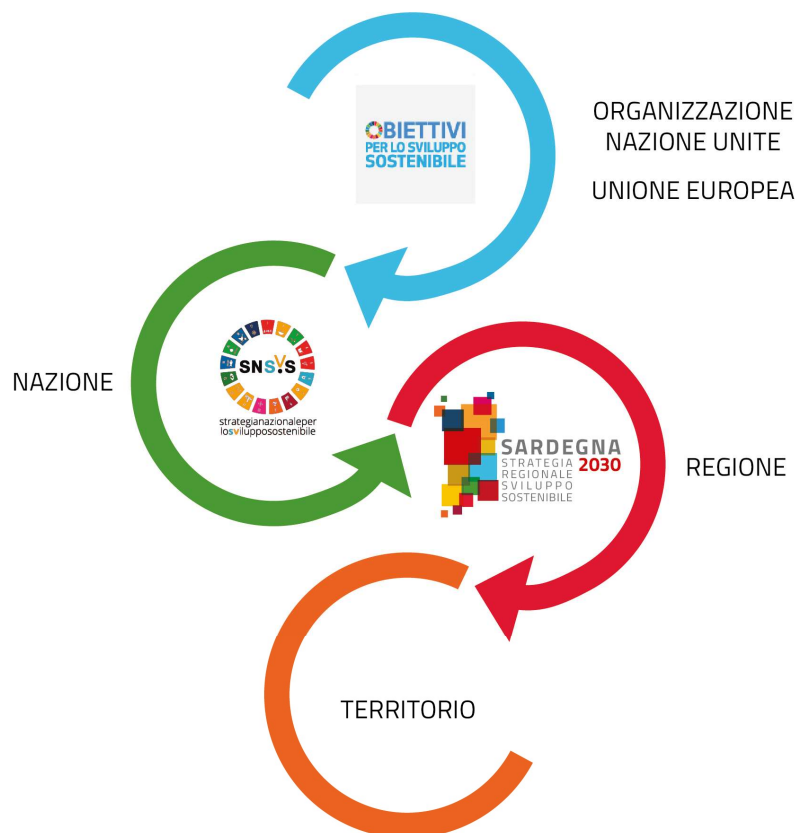 OBIETTIVI
PER LO SVILUPPO
SOSTENIBILE
ORGANIZZAZIONE
NAZIONE UNITE
UNIONE EUROPEA
NAZIONE
SNSVS
strategianazionaleper
losvilupposostenibile
SARDEGNA
STRATEGIA 2030
REGIONALE
SVILUPPO
SOSTENIBILE
REGIONE
TERRITORIO